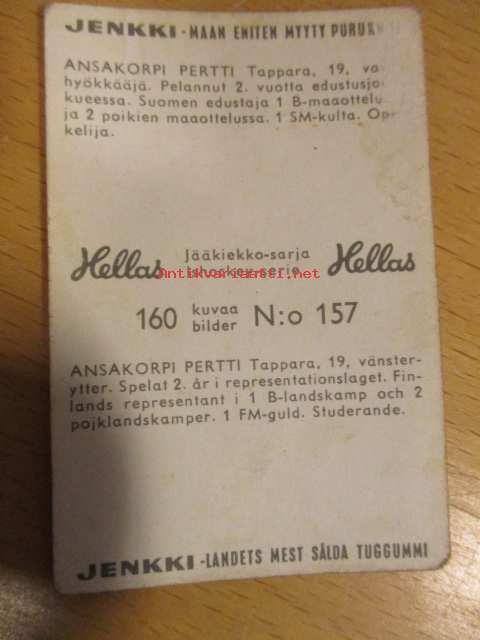 JENKKI - MAAN ENITEN MYYTY
ANSAKORPI PERTTI Tappara, 19, va
hyökkääjä. Pelannut 2. vuotta edustusjo
kueessa. Suomen edustaja 1 B-maaottelu
ja 2 poikien maaottelussa. 1 SM-kulta. Op-
kelija.
Hellas Jääkiekko-sarja Hellas
Ishockey-serie
Antikvariaatti.net
160 kuvaa N:o 157
bilder
ANSAKORPI PERTTI Tappara, 19, vänster-
ytter. Spelat 2. år i representationslaget. Fin-
lands representant i 1 B-landskamp och 2
pojklandskamper. 1 FM-guld. Studerande.
JENKKI - LANDETS MEST SÅLDA TUGGUMMI